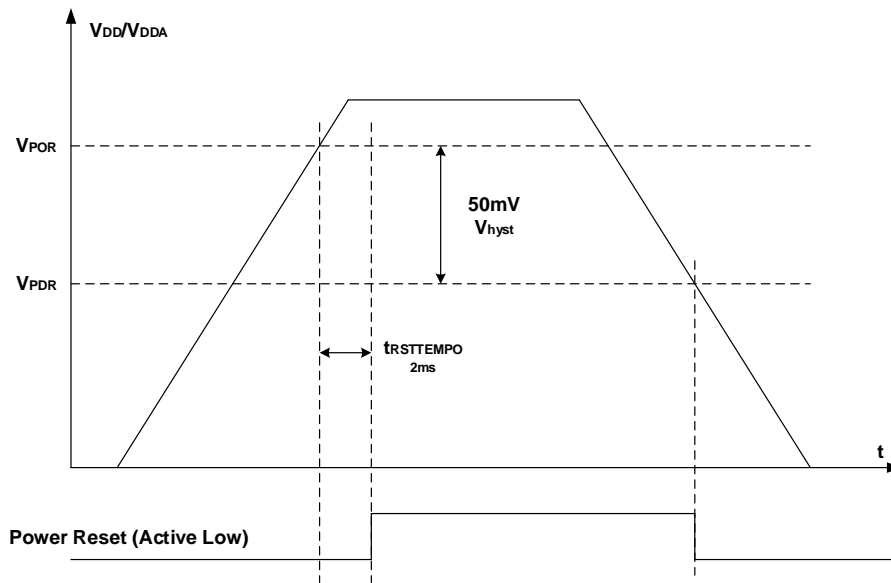 VDD/VDDA
VPOR
50mV
Vhyst
VPDR
tRSTTEMPO
2ms
t
Power Reset (Active Low)